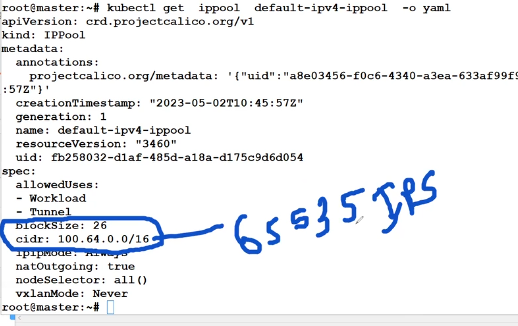 root@master:~# kubectl get ippool default-ipv4-ippool -o yaml
apiVersion: crd.projectcalico.org/v1
kind: IPPool
metadata:
  annotations:
    projectcalico.org/metadata: '{"uid":"a8e03456-f0c6-4340-a3ea-633af99f9
:57Z"}'
  creationTimestamp: "2023-05-02T10:45:57Z"
  generation: 1
  name: default-ipv4-ippool
  resourceVersion: "3460"
  uid: fb258032-d1af-485d-a18a-d175c9d6d054
spec:
  allowedUses:
  - Workload
  - Tunnel
  blockSize: 26
  cidr: 100.64.0.0/16
65535 IPS
  ipipMode: Always
  natOutgoing: true
  nodeSelector: all()
  vxlanMode: Never
root@master:~#